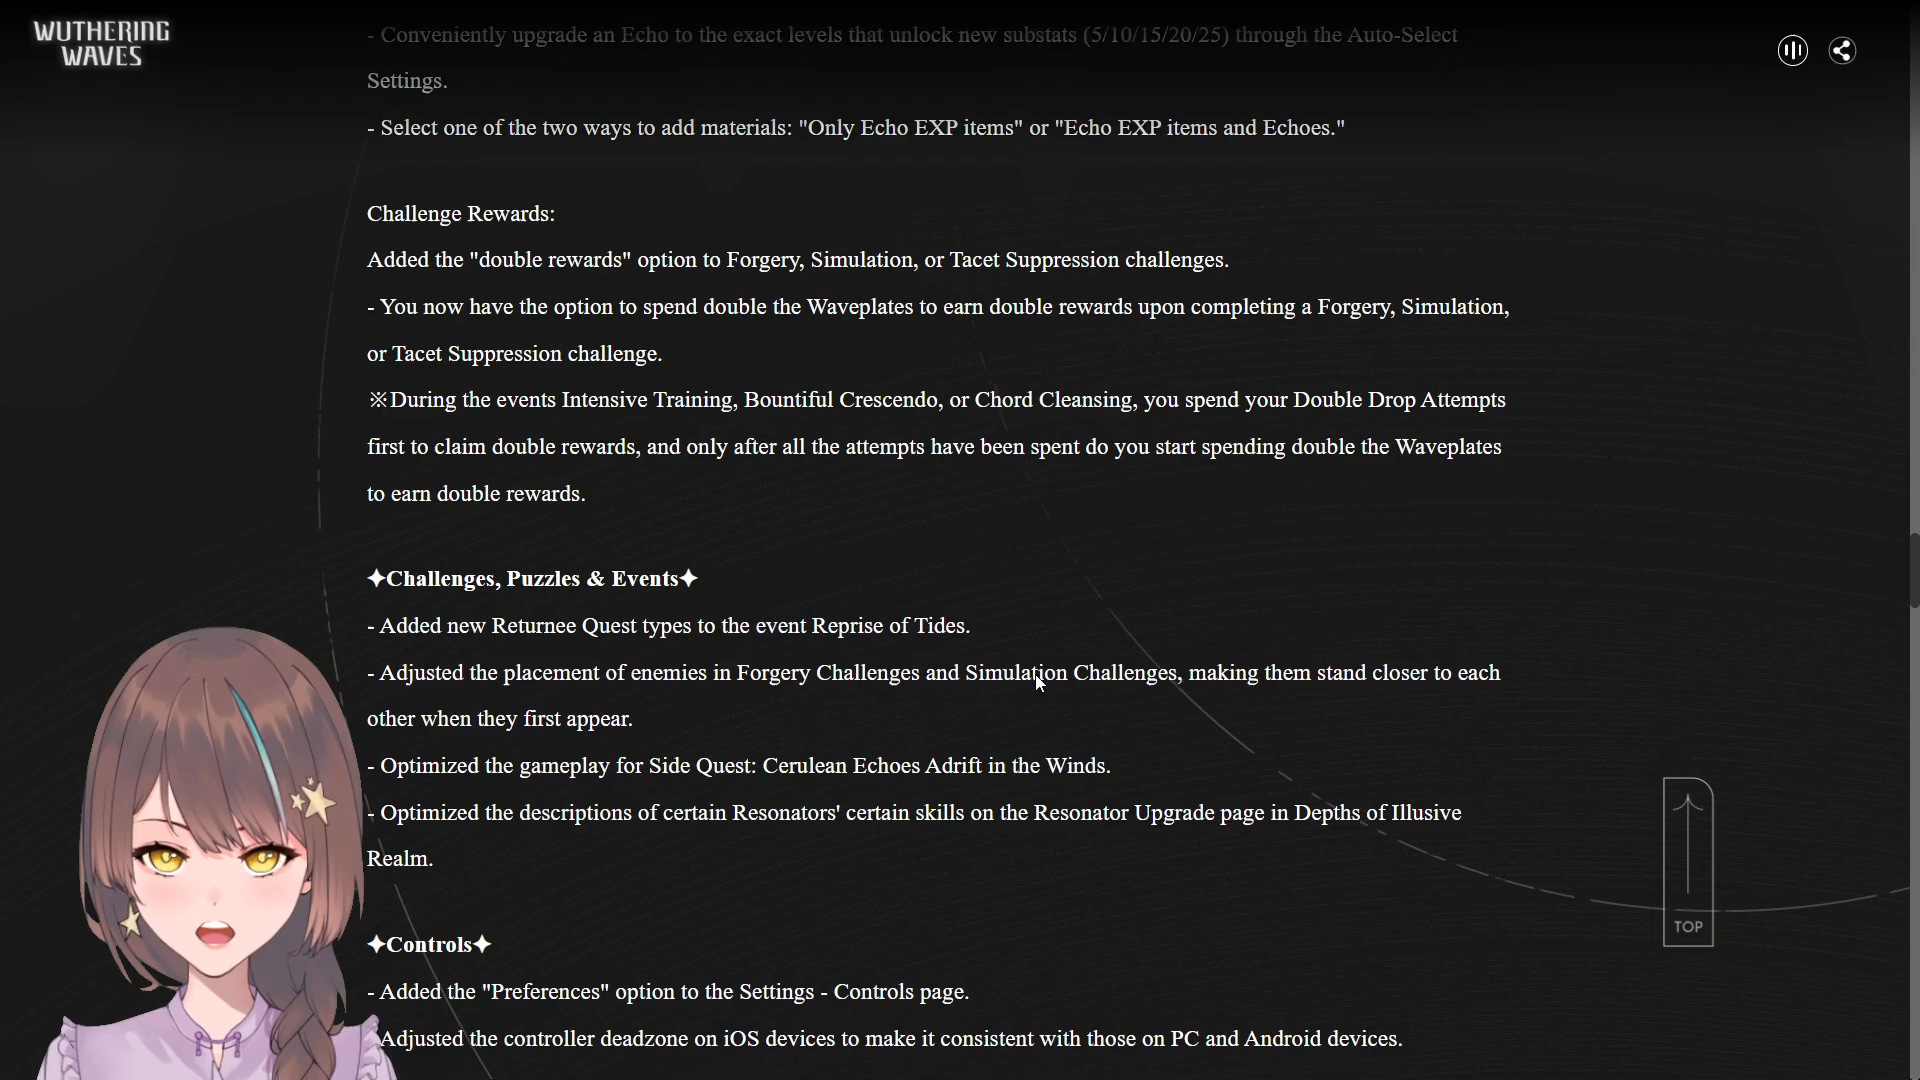 WUTHERING
WAVES
- Conveniently upgrade an Echo to the exact levels that unlock new substats (5/10/15/20/25) through the Auto-Select
Settings.
- Select one of the two ways to add materials: "Only Echo EXP items" or "Echo EXP items and Echoes."
Challenge Rewards:
Added the "double rewards" option to Forgery, Simulation, or Tacet Suppression challenges.
- You now have the option to spend double the Waveplates to earn double rewards upon completing a Forgery, Simulation,
or Tacet Suppression challenge.
※During the events Intensive Training, Bountiful Crescendo, or Chord Cleansing, you spend your Double Drop Attempts
first to claim double rewards, and only after all the attempts have been spent do you start spending double the Waveplates
to earn double rewards.
✦Challenges, Puzzles & Events✦
- Added new Returnee Quest types to the event Reprise of Tides.
- Adjusted the placement of enemies in Forgery Challenges and Simulation Challenges, making them stand closer to each
other when they first appear.
- Optimized the gameplay for Side Quest: Cerulean Echoes Adrift in the Winds.
- Optimized the descriptions of certain Resonators' certain skills on the Resonator Upgrade page in Depths of Illusive
Realm.
✦Controls✦
- Added the "Preferences" option to the Settings - Controls page.
Adjusted the controller deadzone on iOS devices to make it consistent with those on PC and Android devices.
TOP